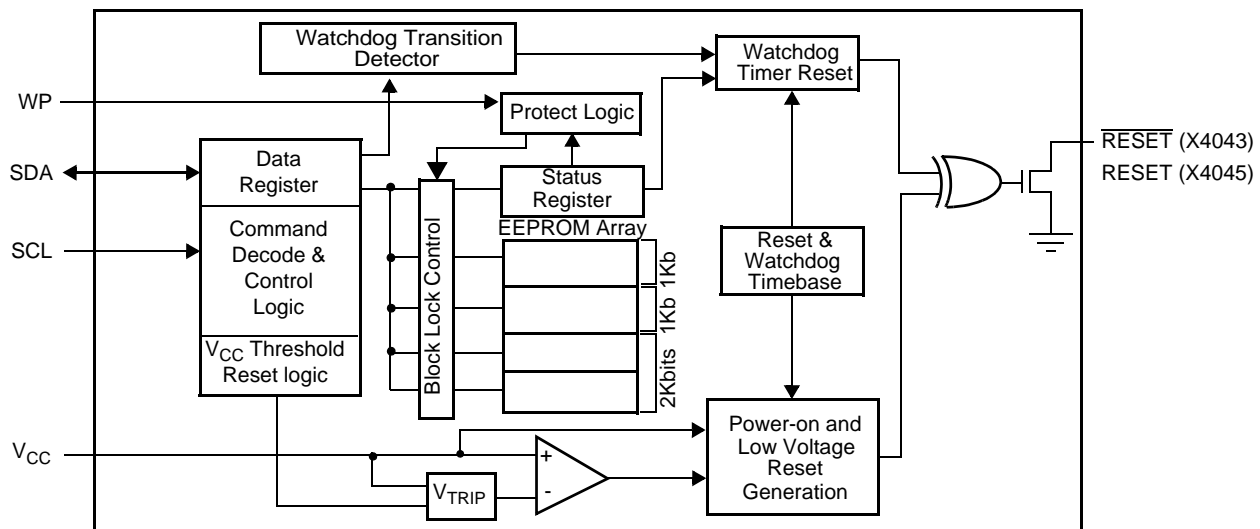 Watchdog Transition
Detector
Watchdog
Timer Reset
WP
Protect Logic
RESET (X4043)
RESET (X4045)
SDA
Data
Register
Status
Register
SCL
Command
Decode &
Control
Logic
Block Lock Control
EEPROM Array
1Kb
1Kb
2Kbits
Reset &
Watchdog
Timebase
VCC Threshold
Reset logic
Power-on and
Low Voltage
Reset
Generation
VCC
+
-
VTRIP